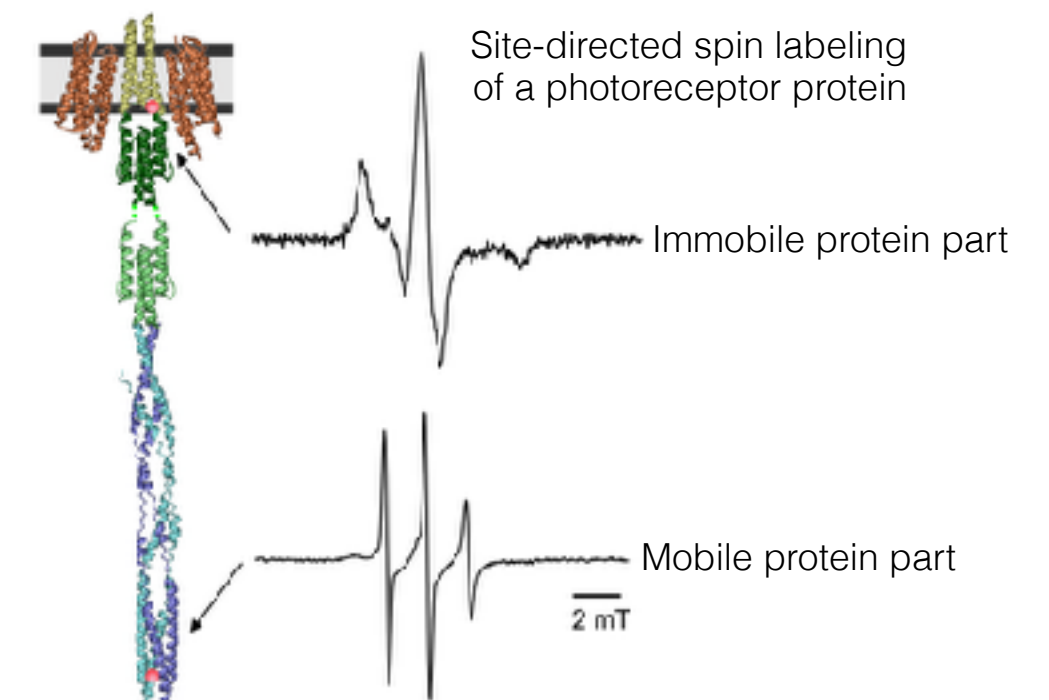 Site-directed spin labeling
of a photoreceptor protein
Immobile protein part
Mobile protein part
2 mT